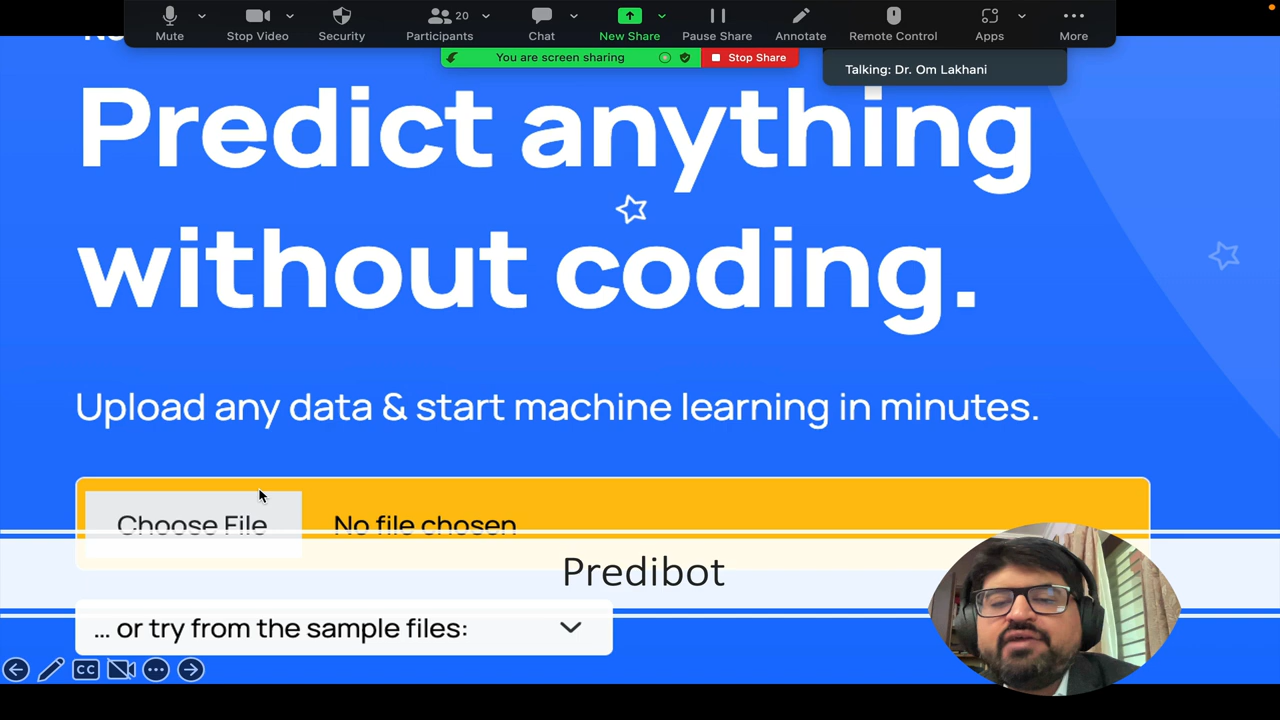 Mute
Stop Video
Security
20
Participants
Chat
New Share
Pause Share
Annotate
Remote Control
Apps
More
You are screen sharing
Stop Share
Talking: Dr. Om Lakhani
Predict anything
without coding.
Upload any data & start machine learning in minutes.
Choose File
No file chosen
Predibot
... or try from the sample files:
CC